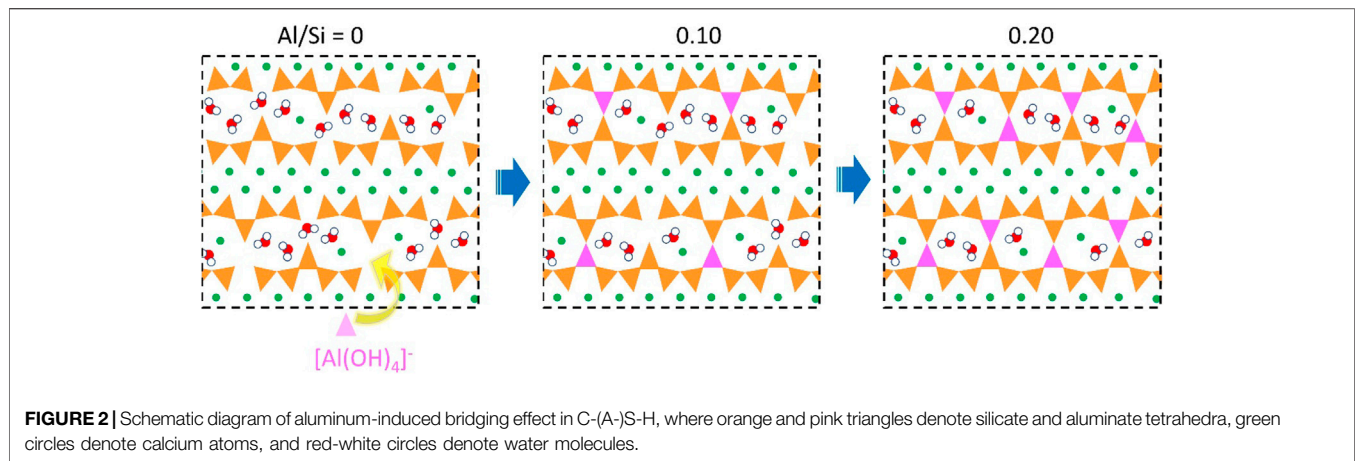 Al/Si = 0
0.10
0.20
[Al(OH)₄]⁻
FIGURE 2 | Schematic diagram of aluminum-induced bridging effect in C-(A-)S-H, where orange and pink triangles denote silicate and aluminate tetrahedra, green
circles denote calcium atoms, and red-white circles denote water molecules.